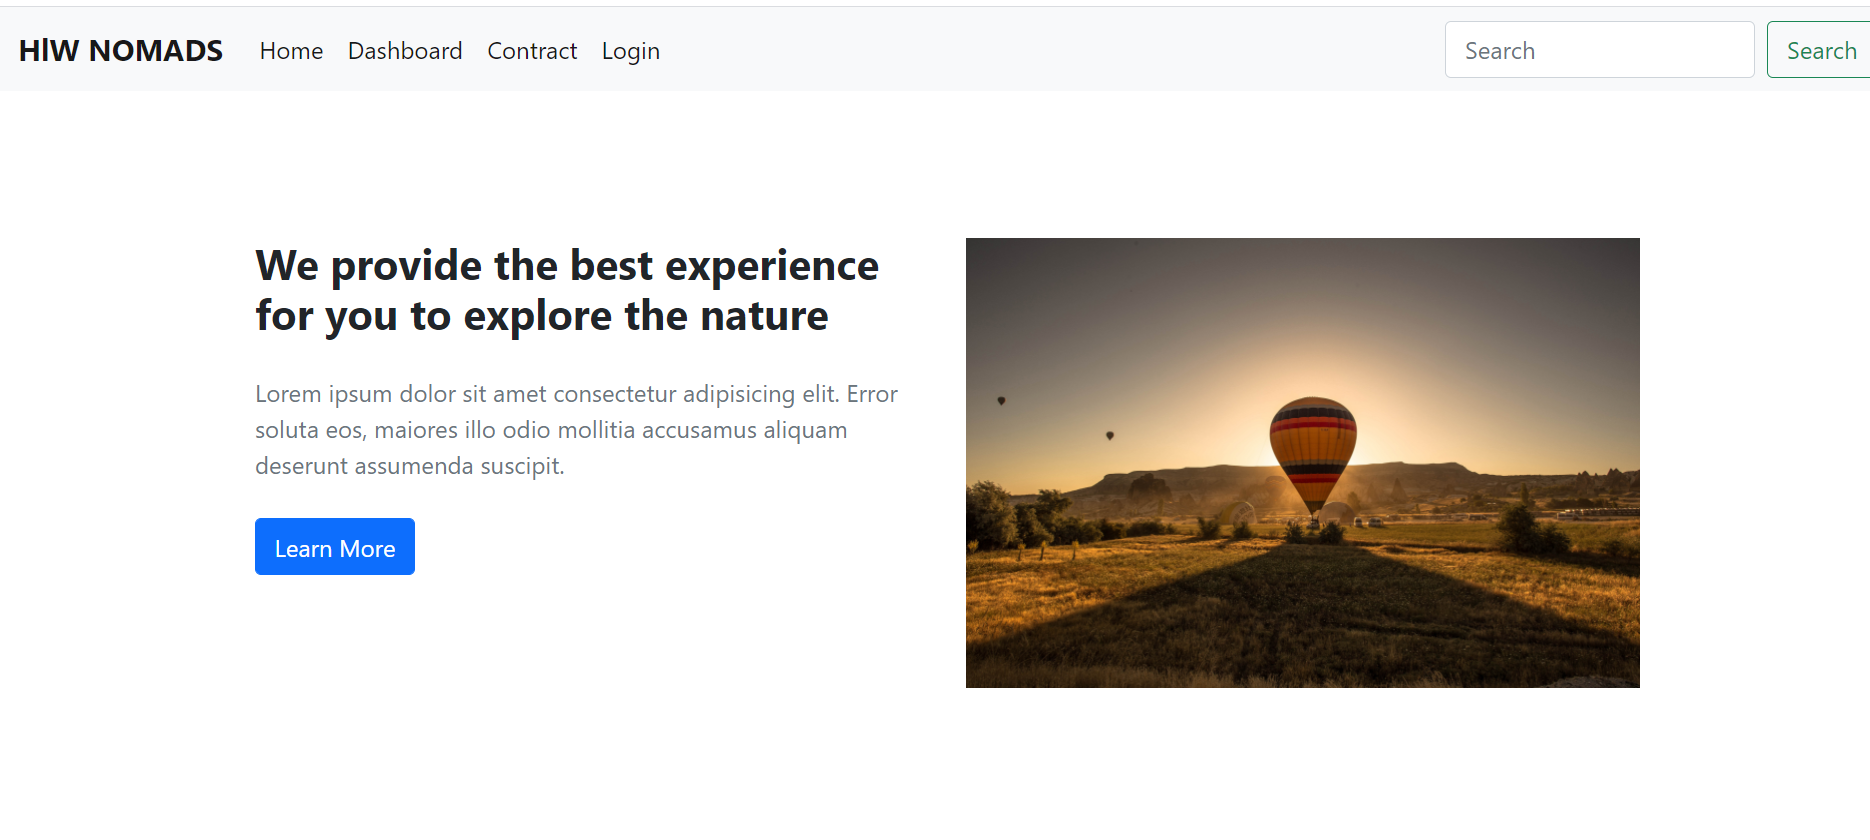 HlW NOMADS Home Dashboard Contract Login Search Search
We provide the best experience
for you to explore the nature
Lorem ipsum dolor sit amet consectetur adipisicing elit. Error
soluta eos, maiores illo odio mollitia accusamus aliquam
deserunt assumenda suscipit.
Learn More